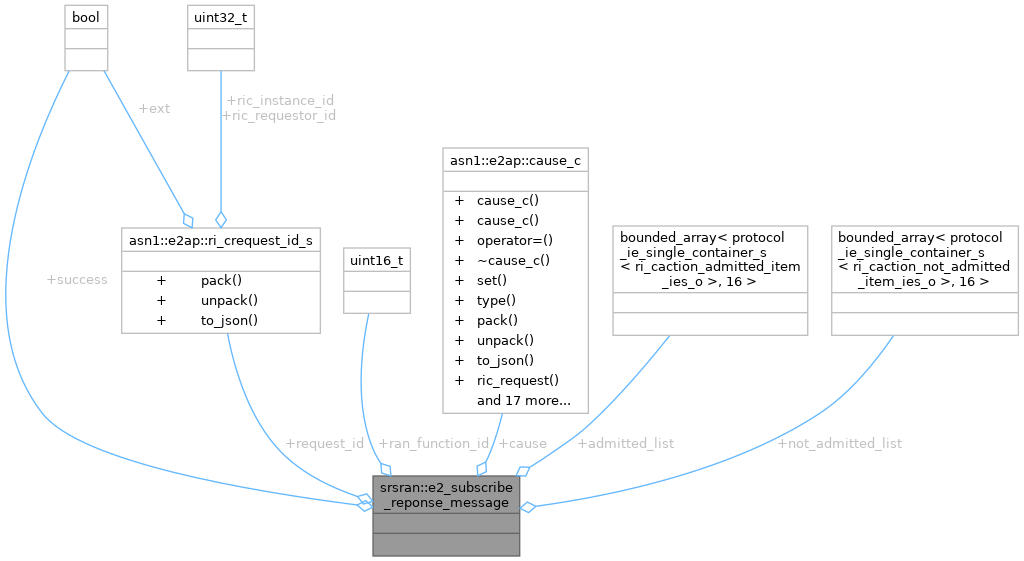 bool
uint32_t
+ext
+ric_instance_id
+ric_requestor_id
asn1::e2ap::cause_c
+ cause_c()
+ cause_c()
+ operator=()
+ ~cause_c()
+ set()
+ type()
+ pack()
+ unpack()
+ to_json()
+ ric_request()
and 17 more...
asn1::e2ap::ri_crequest_id_s
+ pack()
+ unpack()
+ to_json()
uint16_t
bounded_array< protocol
_ie_single_container_s
< ri_caction_admitted_item
_ies_o >, 16 >
bounded_array< protocol
_ie_single_container_s
< ri_caction_not_admitted
_item_ies_o >, 16 >
+success
+request_id
+ran_function_id
+cause
+admitted_list
+not_admitted_list
srsran::e2_subscribe
_reponse_message